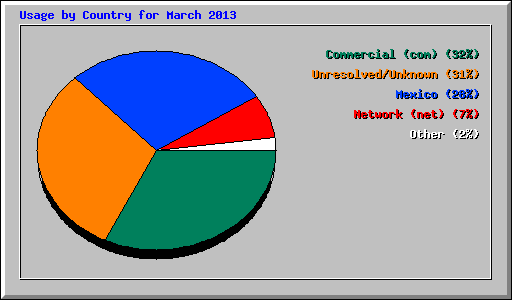 Usage by Country for March 2013
Commercial (com) (32%)
Unresolved/Unknown (31%)
Mexico (28%)
Network (net) (7%)
Other (2%)